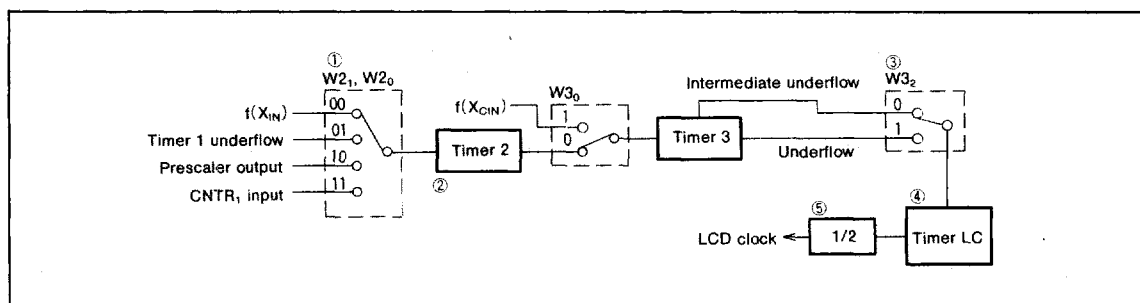 ①
W2₁, W2₀
f(X_IN)
00
Timer 1 underflow
01
Prescaler output
10
CNTR₁ input
11
Timer 2
②
W3₀
f(X_CIN)
1
0
Timer 3
Intermediate underflow
Underflow
③
W3₂
0
1
④
Timer LC
⑤
1/2
LCD clock